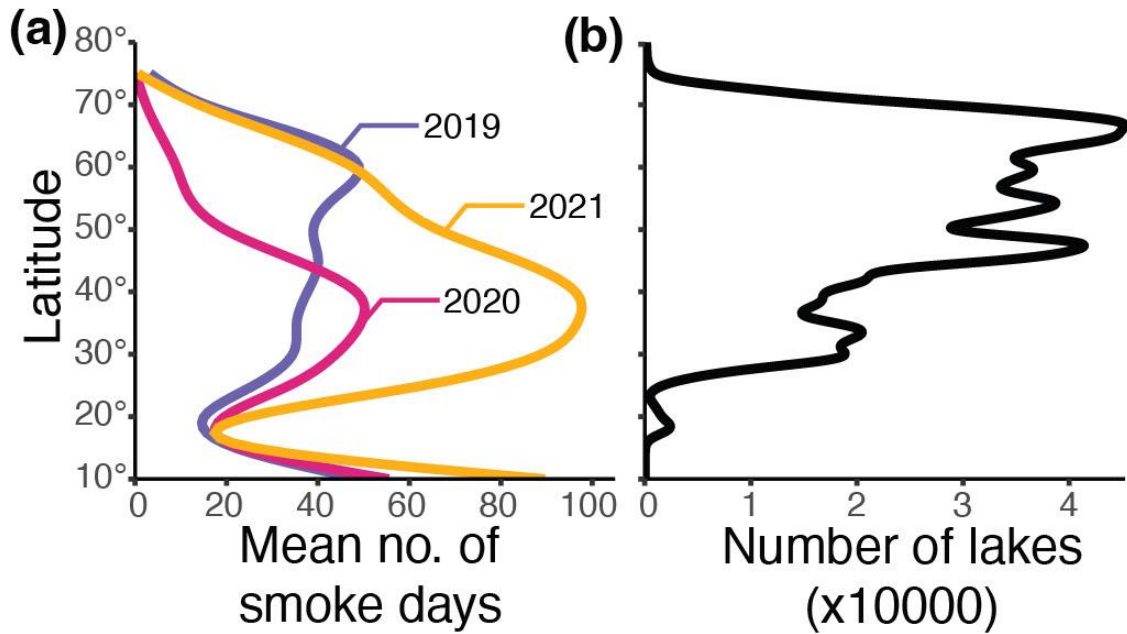 (a)
80°
70°
60°
50°
40°
30°
20°
10°
Latitude
2019
2021
2020
0 20 40 60 80 100
Mean no. of
smoke days
(b)
0 1 2 3 4
Number of lakes
(x10000)